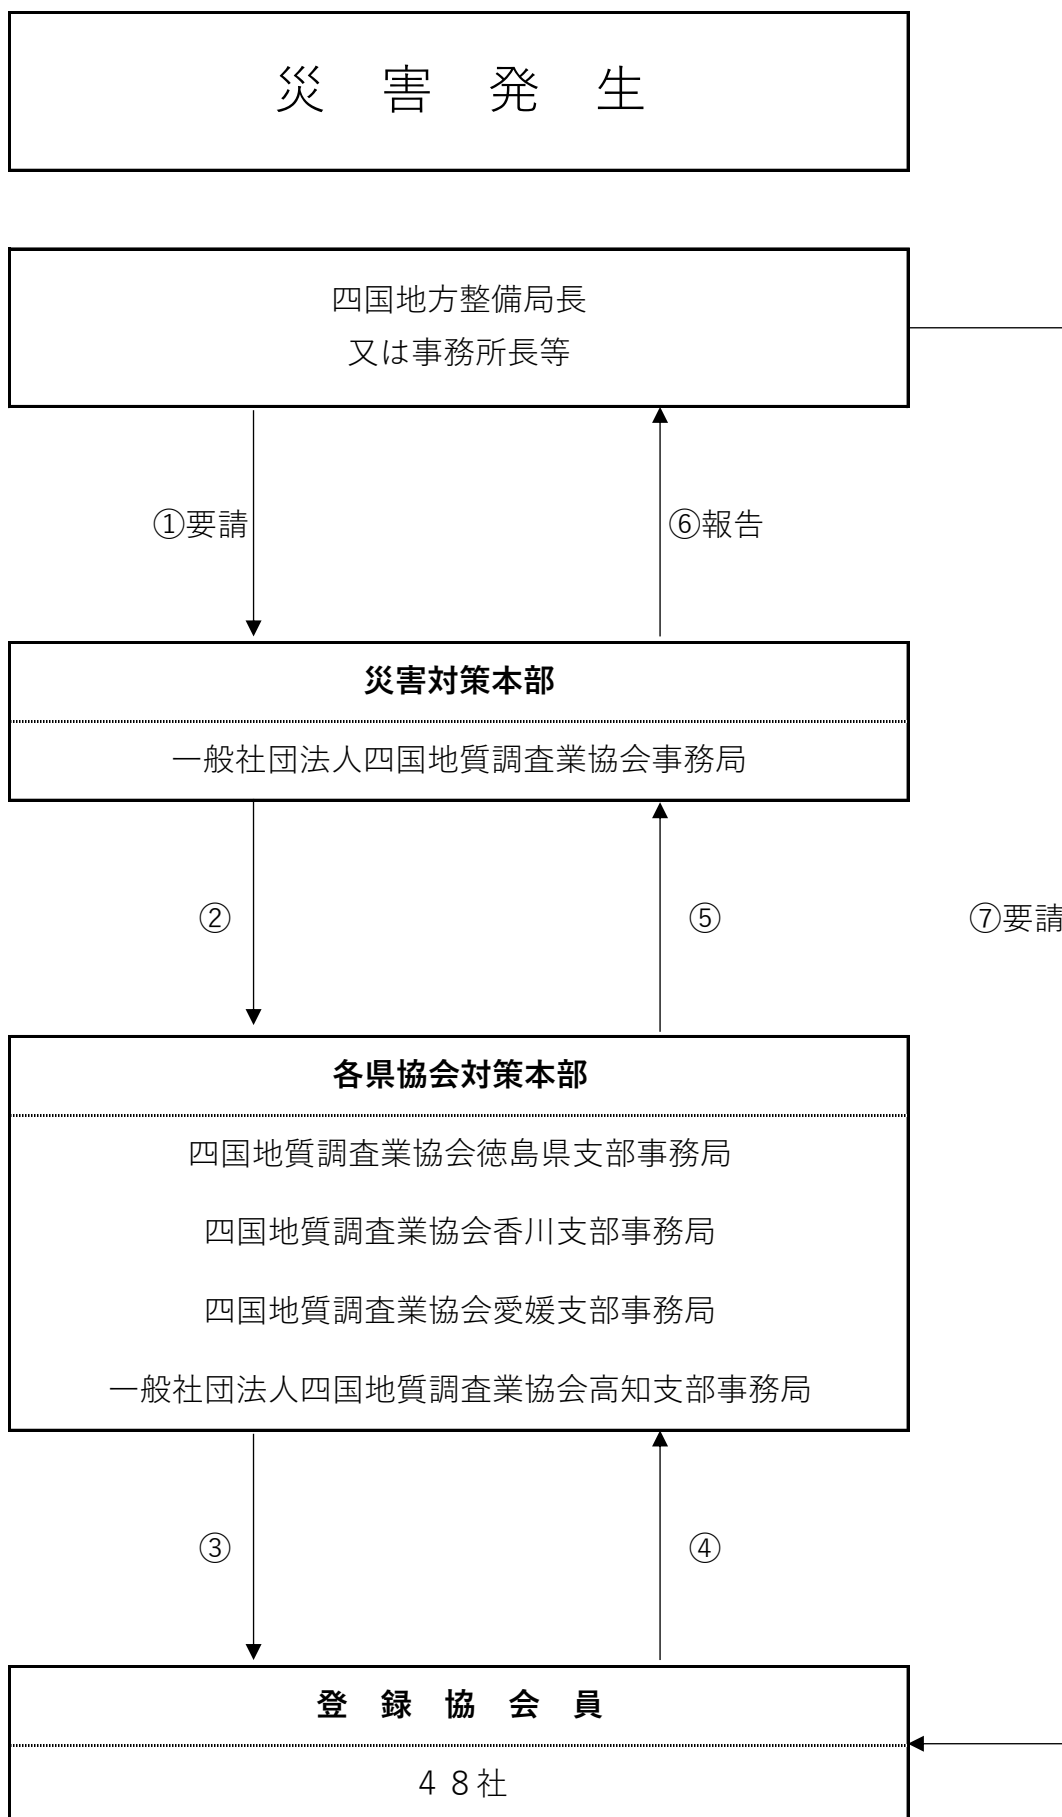 災　害　発　生
四国地方整備局長
又は事務所長等
①要請
⑥報告
災害対策本部
一般社団法人四国地質調査業協会事務局
②
⑤
⑦要請
各県協会対策本部
四国地質調査業協会徳島県支部事務局
四国地質調査業協会香川支部事務局
四国地質調査業協会愛媛支部事務局
一般社団法人四国地質調査業協会高知支部事務局
③
④
登　録　協　会　員
４８社